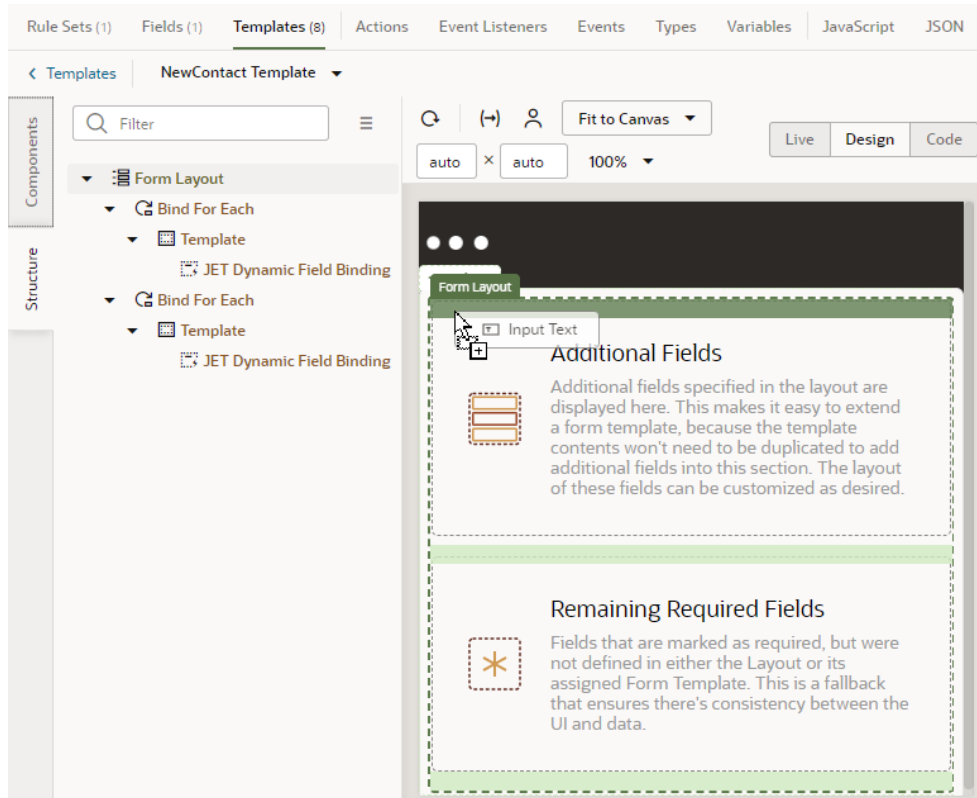 Rule Sets (1) Fields (1) Templates (8) Actions Event Listeners Events Types Variables JavaScript JSON
Templates NewContact Template
Components
Structure
Filter
Form Layout
Bind For Each
Template
JET Dynamic Field Binding
Bind For Each
Template
JET Dynamic Field Binding
Fit to Canvas
Live Design Code
auto × auto 100%
Form Layout
Input Text
Additional Fields
Additional fields specified in the layout are
displayed here. This makes it easy to extend
a form template, because the template
contents won't need to be duplicated to add
additional fields into this section. The layout
of these fields can be customized as desired.
Remaining Required Fields
Fields that are marked as required, but were
not defined in either the Layout or its
assigned Form Template. This is a fallback
that ensures there's consistency between the
UI and data.